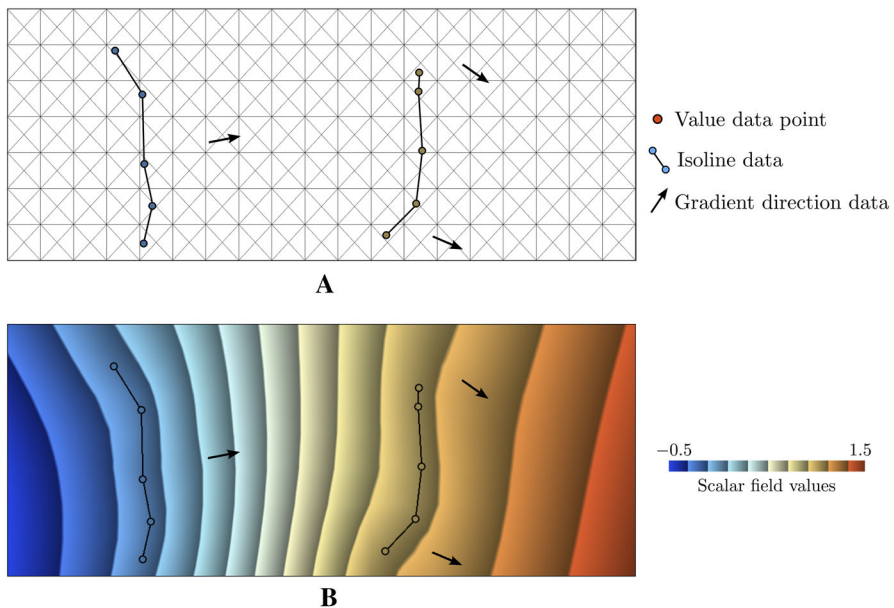 Value data point
Isoline data
Gradient direction data
A
−0.5 1.5
Scalar field values
B